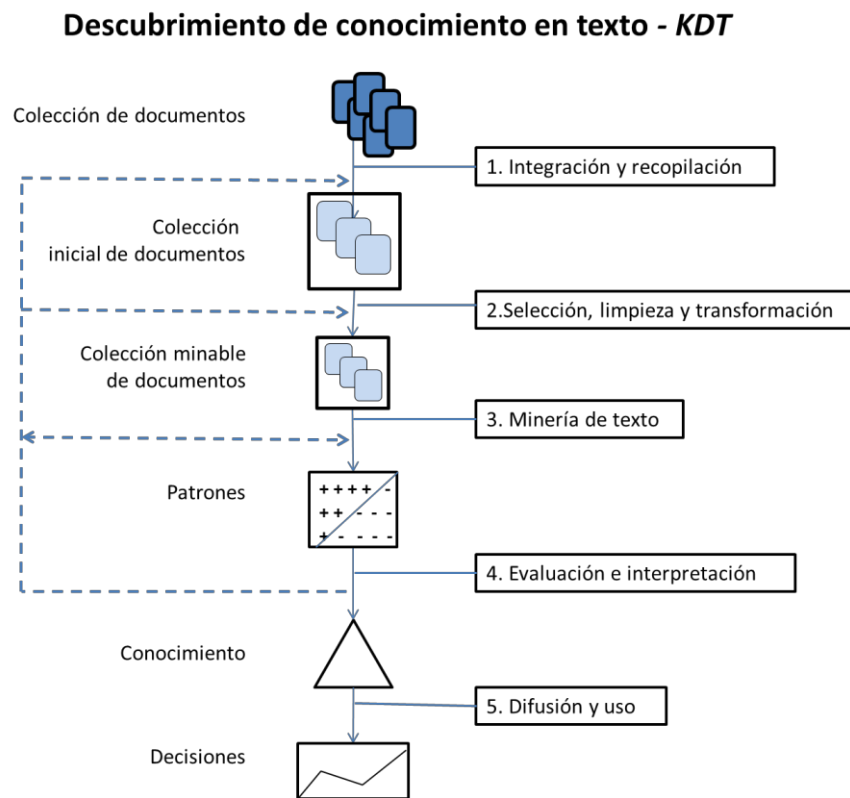 Descubrimiento de conocimiento en texto - KDT
Colección de documentos
1. Integración y recopilación
Colección
inicial de documentos
2.Selección, limpieza y transformación
Colección minable
de documentos
3. Minería de texto
Patrones
+ + + + -
+ + - - -
+ - - - -
4. Evaluación e interpretación
Conocimiento
5. Difusión y uso
Decisiones